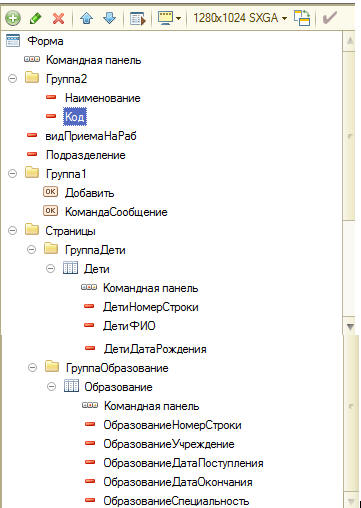 1280x1024 SXGA
Форма
Командная панель
Группа2
Наименование
Код
видПриемаНаРаб
Подразделение
Группа1
OK Добавить
OK КомандаСообщение
Страницы
ГруппаДети
Дети
Командная панель
ДетиНомерСтроки
ДетиФИО
ДетиДатаРождения
ГруппаОбразование
Образование
Командная панель
ОбразованиеНомерСтроки
ОбразованиеУчреждение
ОбразованиеДатаПоступления
ОбразованиеДатаОкончания
ОбразованиеСпециальность